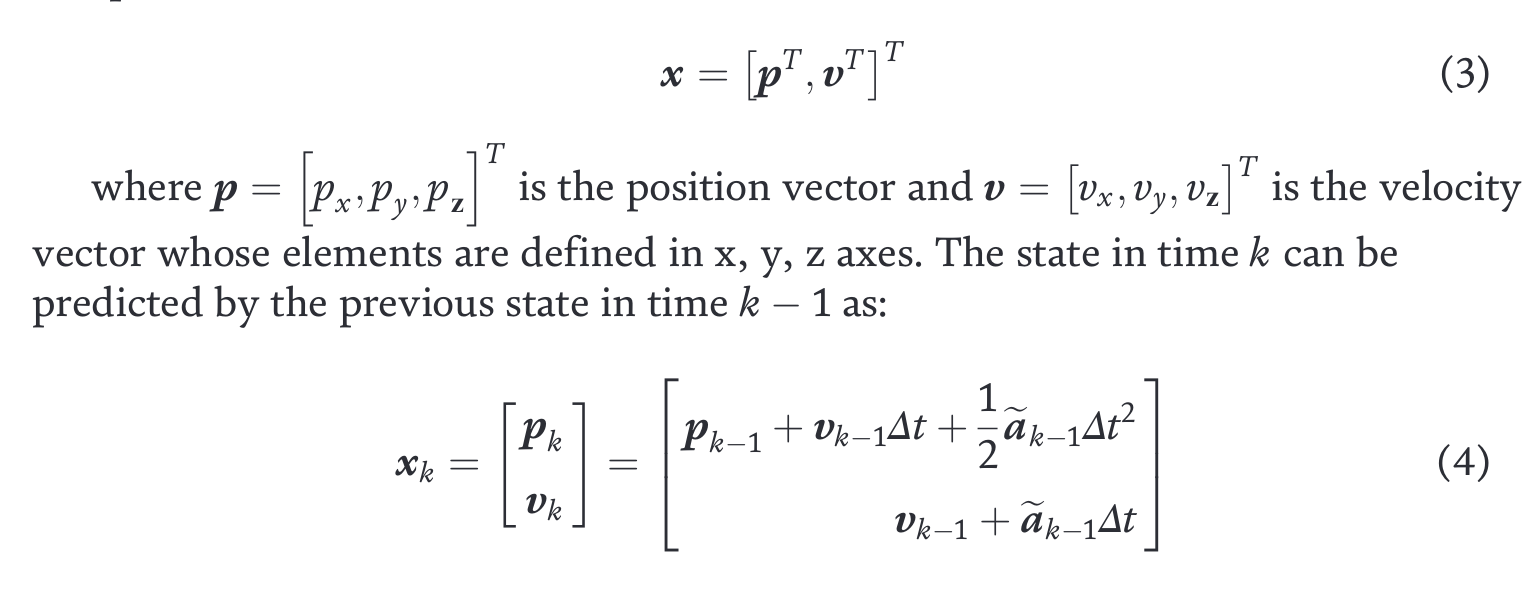 x = [p^T, v^T]^T (3)
where p = [p_x, p_y, p_z]^T is the position vector and v = [v_x, v_y, v_z]^T is the velocity
vector whose elements are defined in x, y, z axes. The state in time k can be
predicted by the previous state in time k − 1 as:
x_k = [p_k; v_k] = [p_{k−1} + v_{k−1}Δt + 1/2 ã_{k−1}Δt^2; v_{k−1} + ã_{k−1}Δt] (4)